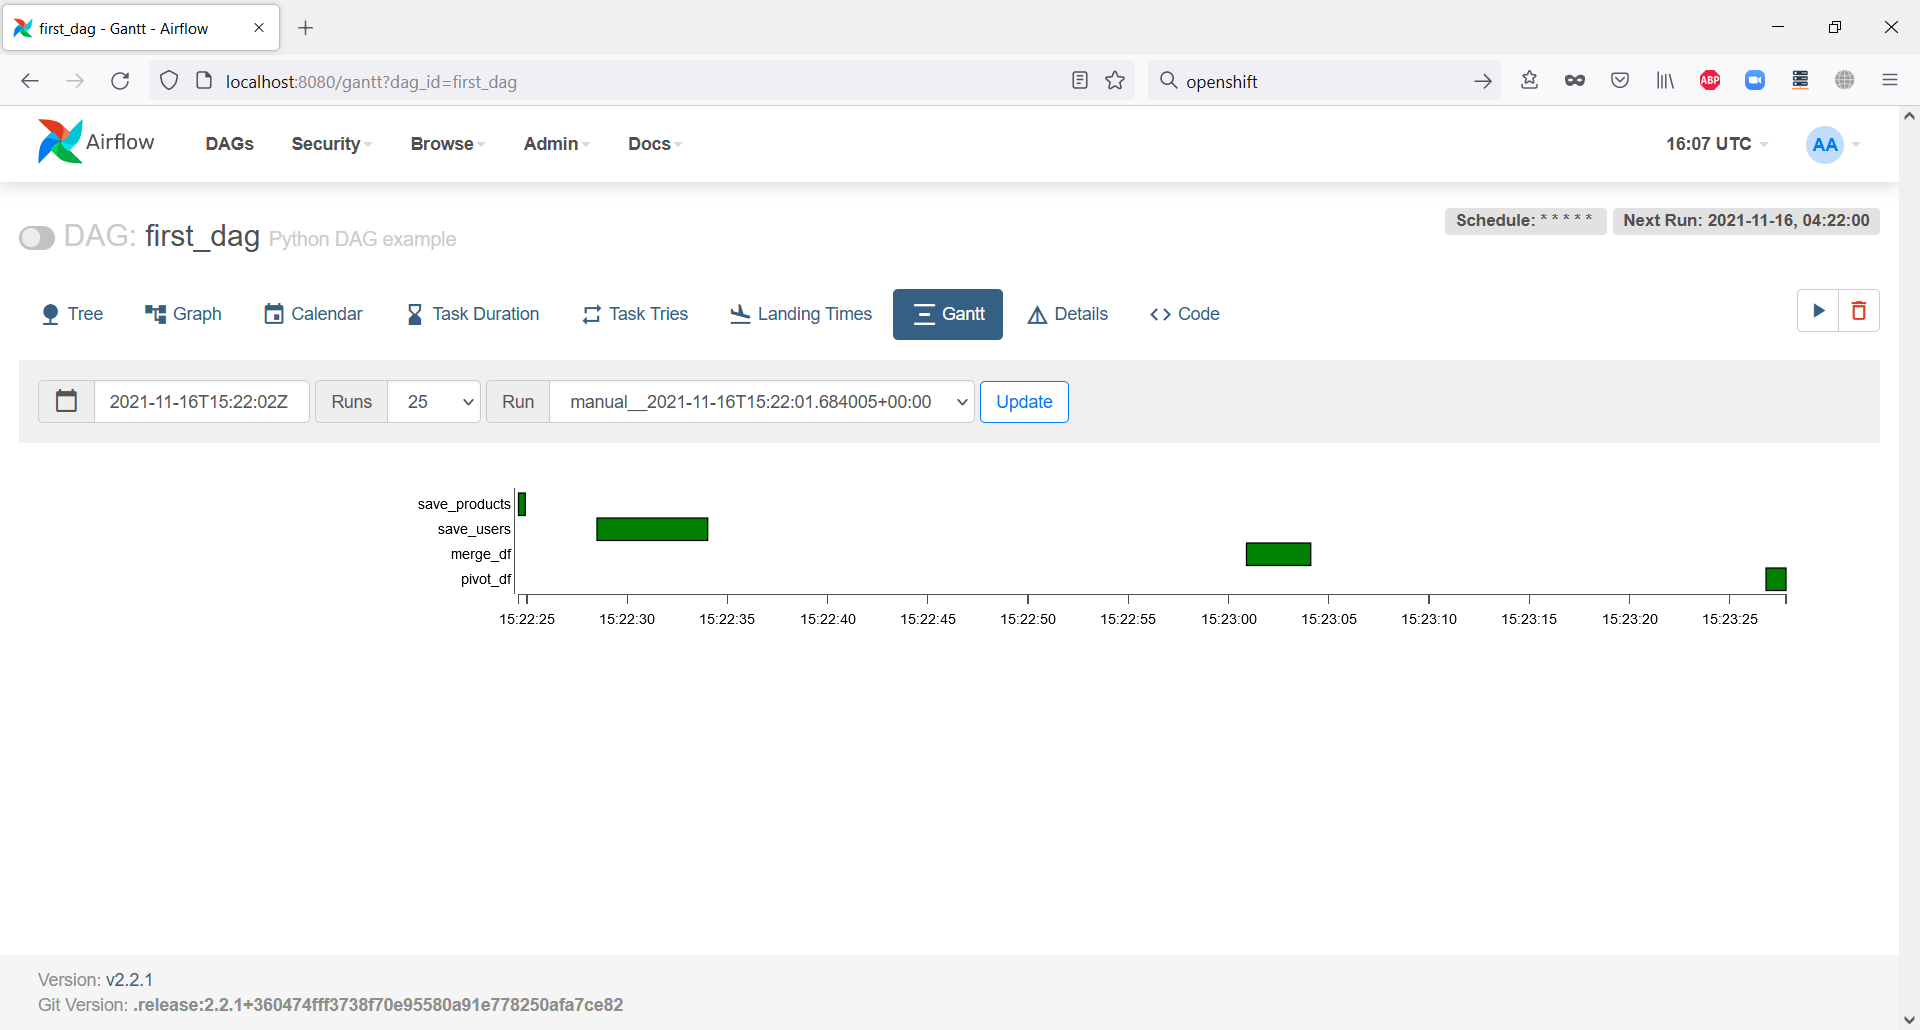 first_dag - Gantt - Airflow
localhost:8080/gantt?dag_id=first_dag
openshift
ABP
Airflow
DAGs
Security
Browse
Admin
Docs
16:07 UTC
AA
DAG: first_dag Python DAG example
Schedule: * * * * *
Next Run: 2021-11-16, 04:22:00
Tree
Graph
Calendar
Task Duration
Task Tries
Landing Times
Gantt
Details
Code
2021-11-16T15:22:02Z
Runs
25
Run
manual__2021-11-16T15:22:01.684005+00:00
Update
save_products
save_users
merge_df
pivot_df
15:22:25 15:22:30 15:22:35 15:22:40 15:22:45 15:22:50 15:22:55 15:23:00 15:23:05 15:23:10 15:23:15 15:23:20 15:23:25
Version: v2.2.1
Git Version: .release:2.2.1+360474fff3738f70e95580a91e778250afa7ce82